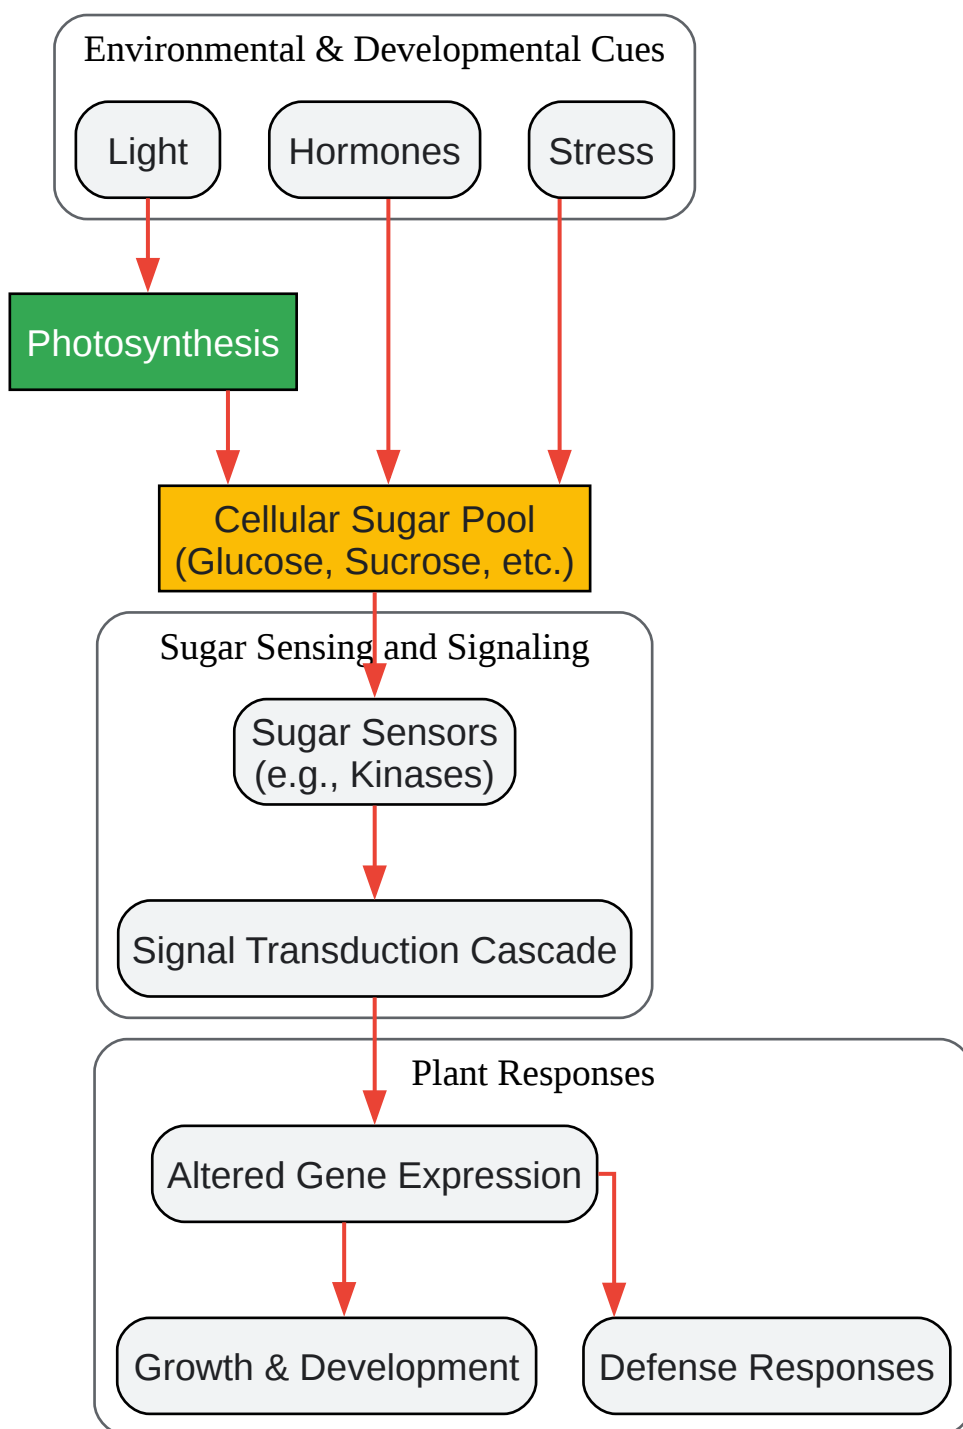 Environmental & Developmental Cues
Light
Hormones
Stress
Photosynthesis
Cellular Sugar Pool
(Glucose, Sucrose, etc.)
Sugar Sensing and Signaling
Sugar Sensors
(e.g., Kinases)
Signal Transduction Cascade
Plant Responses
Altered Gene Expression
Growth & Development
Defense Responses